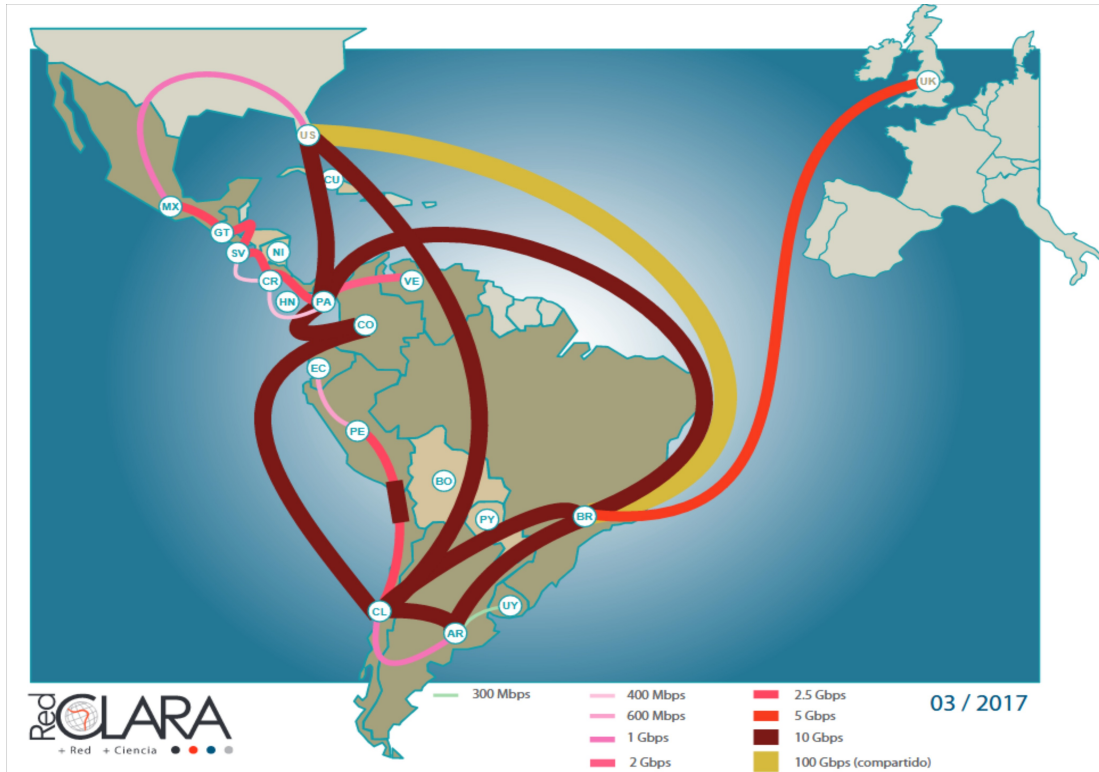 UK
US
CU
MX
GT
SV
NI
CR
HN
PA
VE
CO
EC
PE
BO
PY
BR
CL
UY
AR
Red
CLARA
+ Red + Ciencia
300 Mbps
400 Mbps
600 Mbps
1 Gbps
2 Gbps
2.5 Gbps
5 Gbps
10 Gbps
100 Gbps (compartido)
03 / 2017